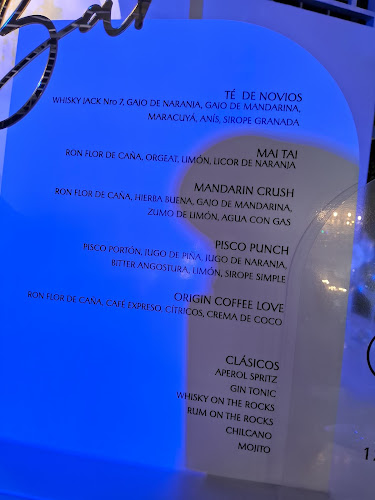 Bar
TÉ DE NOVIOS
WHISKY JACK Nro 7, GAJO DE NARANJA, GAJO DE MANDARINA,
MARACUYÁ, ANÍS, SIROPE GRANADA
MAI TAI
RON FLOR DE CAÑA, ORGEAT, LIMÓN, LICOR DE NARANJA
MANDARIN CRUSH
RON FLOR DE CAÑA, HIERBA BUENA, GAJO DE MANDARINA,
ZUMO DE LIMÓN, AGUA CON GAS
PISCO PUNCH
PISCO PORTÓN, JUGO DE PIÑA, JUGO DE NARANJA,
BITTER ANGOSTURA, LIMÓN, SIROPE SIMPLE
ORIGIN COFFEE LOVE
RON FLOR DE CAÑA, CAFÉ EXPRESO, CÍTRICOS, CREMA DE COCO
CLÁSICOS
APEROL SPRITZ
GIN TONIC
WHISKY ON THE ROCKS
RUM ON THE ROCKS
CHILCANO
MOJITO